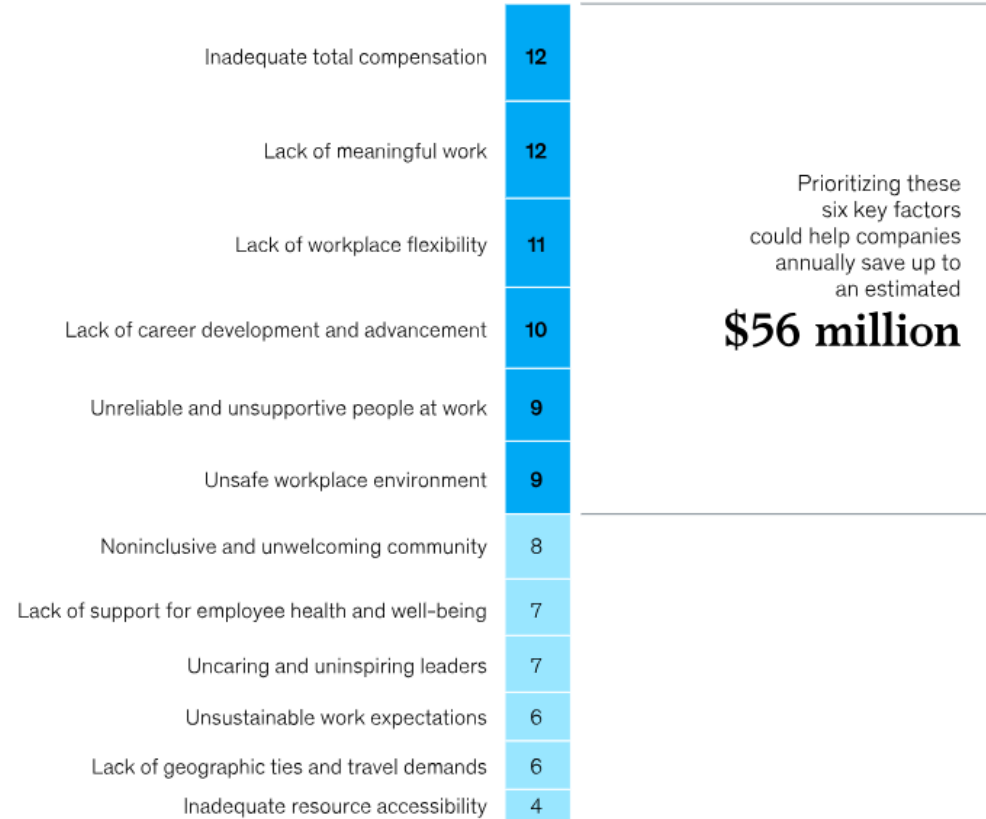 Inadequate total compensation 12
Lack of meaningful work 12
Prioritizing these
six key factors
could help companies
annually save up to
an estimated
$56 million
Lack of workplace flexibility 11
Lack of career development and advancement 10
Unreliable and unsupportive people at work 9
Unsafe workplace environment 9
Noninclusive and unwelcoming community 8
Lack of support for employee health and well-being 7
Uncaring and uninspiring leaders 7
Unsustainable work expectations 6
Lack of geographic ties and travel demands 6
Inadequate resource accessibility 4